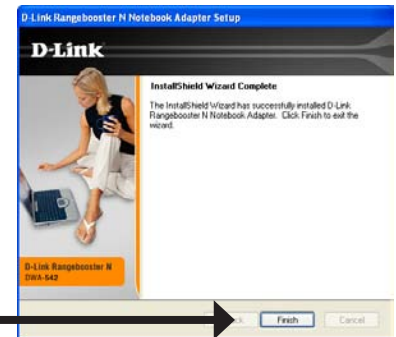 D-Link Rangebooster N Notebook Adapter Setup
D-Link
InstallShield Wizard Complete
The InstallShield Wizard has successfully installed D-Link
Rangebooster N Notebook Adapter. Click Finish to exit the
wizard.
D-Link Rangebooster N
DWA-542
Finish
Cancel